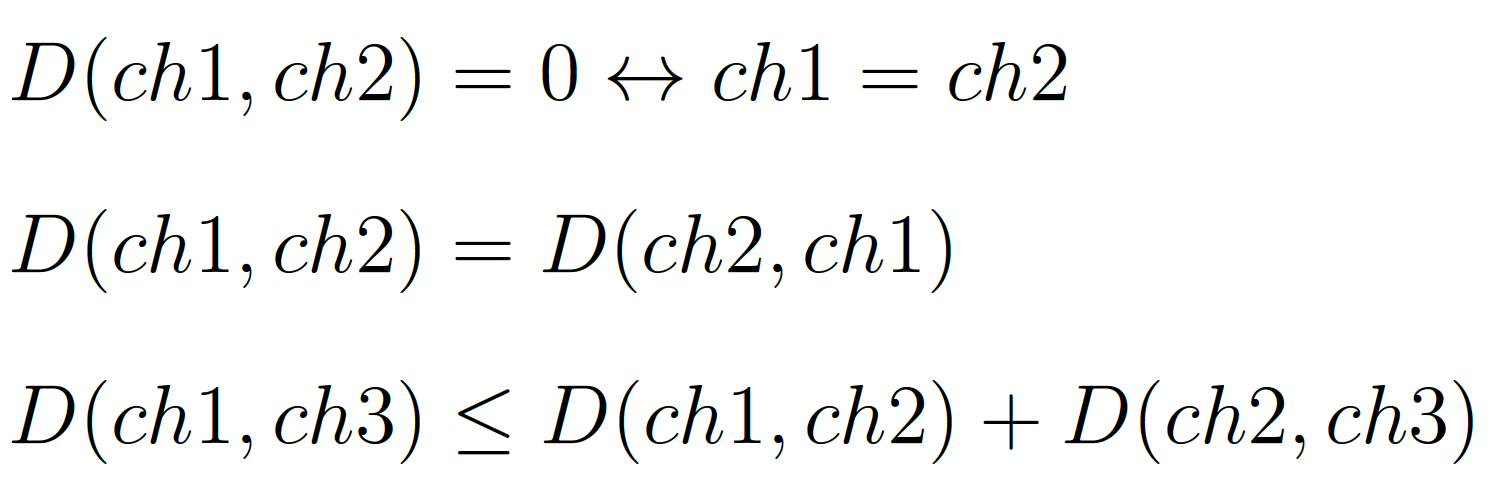 D(ch1, ch2) = 0 ↔ ch1 = ch2
D(ch1, ch2) = D(ch2, ch1)
D(ch1, ch3) ≤ D(ch1, ch2) + D(ch2, ch3)